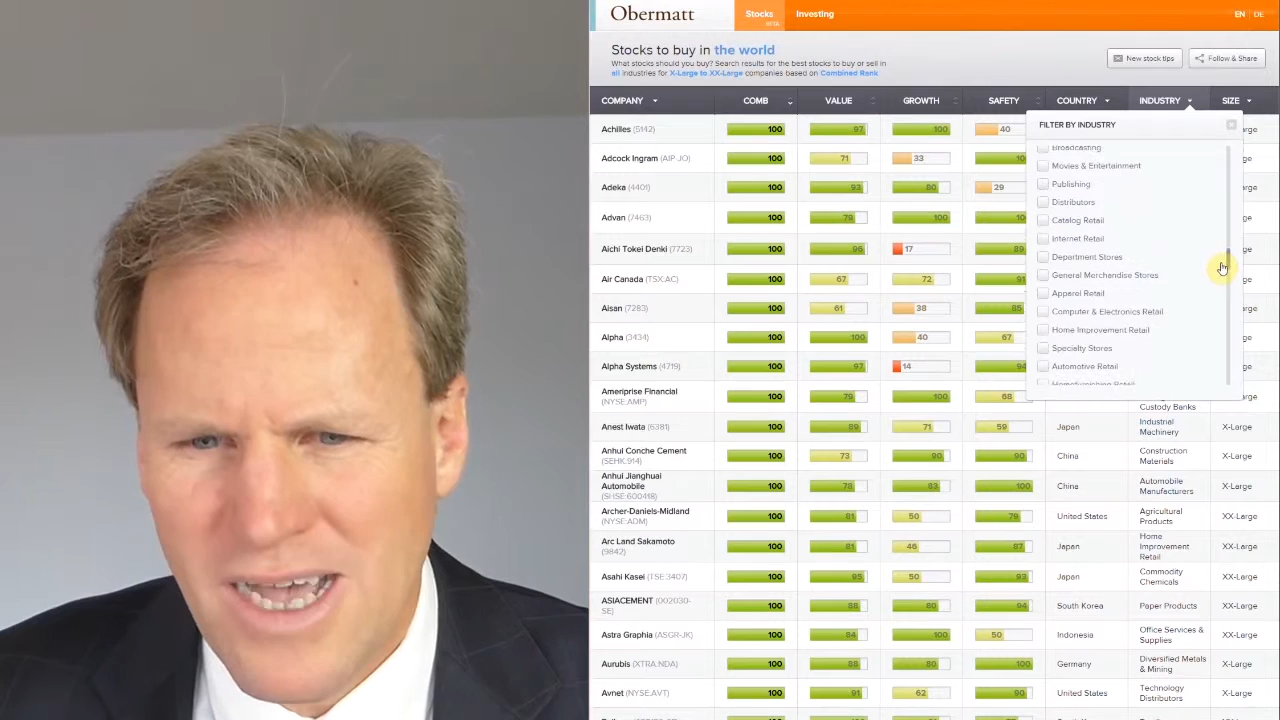 Obermatt
Stocks
BETA
Investing
EN | DE
Stocks to buy in the world
What stocks should you buy? Search results for the best stocks to buy or sell in
all industries for X-Large to XX-Large companies based on Combined Rank
New stock tips
Follow & Share
COMPANY COMB VALUE GROWTH SAFETY COUNTRY INDUSTRY SIZE
FILTER BY INDUSTRY
Broadcasting
Movies & Entertainment
Publishing
Distributors
Catalog Retail
Internet Retail
Department Stores
General Merchandise Stores
Apparel Retail
Computer & Electronics Retail
Home Improvement Retail
Specialty Stores
Automotive Retail
Homefurnishing Retail
Achilles (5142) 100 97 100 40
Adcock Ingram (AIP JO) 100 71 33
Adeka (4401) 100 93 80 29
Advan (7463) 100 79 100
Aichi Tokei Denki (7723) 100 96 17 89
Air Canada (TSX.AC) 100 67 72 91
Aisan (7283) 100 61 38 85
Alpha (3434) 100 100 40 67
Alpha Systems (4719) 100 97 14 94
Ameriprise Financial
(NYSE:AMP) 100 79 100 68
Custody Banks
Anest Iwata (6381) 100 89 71 59 Japan Industrial
Machinery X-Large
Anhui Conche Cement
(SEHK:914) 100 73 90 90 China Construction
Materials X-Large
Anhui Jianghuai
Automobile
(SHSE:600418) 100 78 83 100 China Automobile
Manufacturers X-Large
Archer-Daniels-Midland
(NYSE:ADM) 100 81 50 79 United States Agricultural
Products XX-Large
Arc Land Sakamoto
(9842) 100 81 46 87 Japan Home
Improvement
Retail X-Large
Asahi Kasei (TSE:3407) 100 95 50 93 Japan Commodity
Chemicals XX-Large
ASIACEMENT (002030-
SE) 100 88 80 94 South Korea Paper Products XX-Large
Astra Graphia (ASGR-JK) 100 84 100 50 Indonesia Office Services &
Supplies XX-Large
Aurubis (XTRA:NDA) 100 88 80 100 Germany Diversified Metals
& Mining X-Large
Avnet (NYSE:AVT) 100 91 62 90 United States Technology
Distributors X-Large